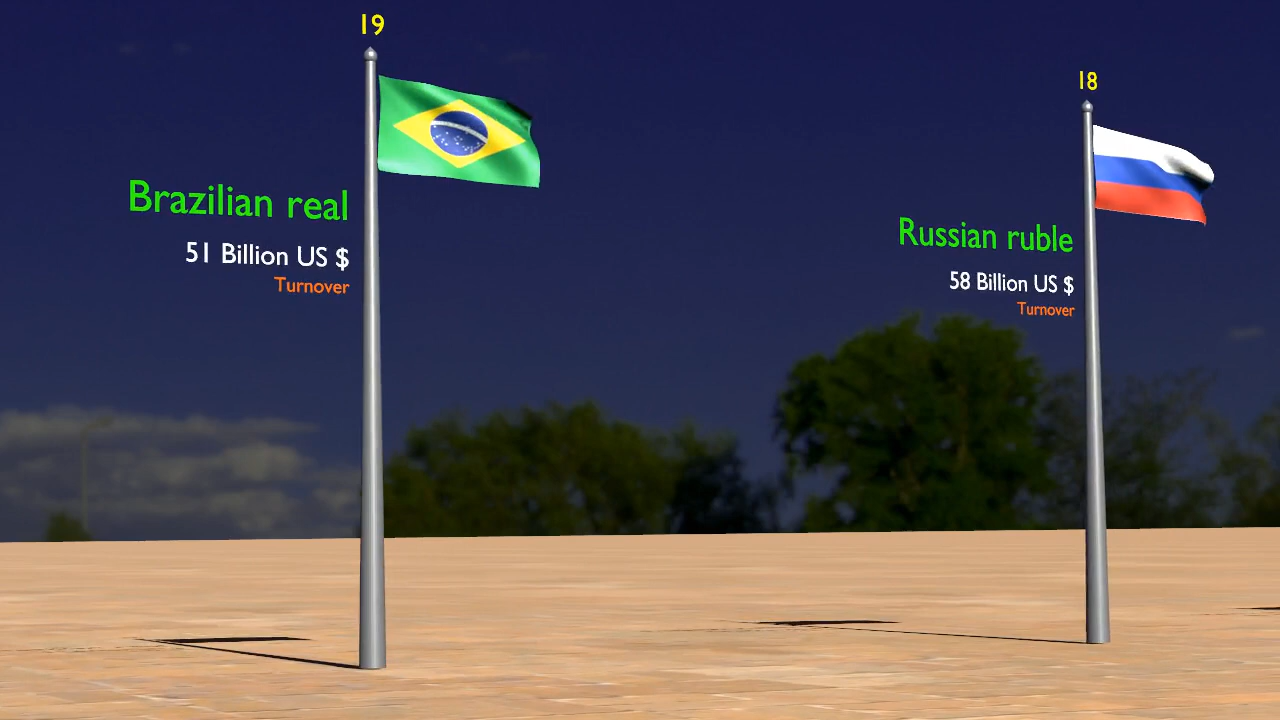 19
Brazilian real
51 Billion US $
Turnover
18
Russian ruble
58 Billion US $
Turnover